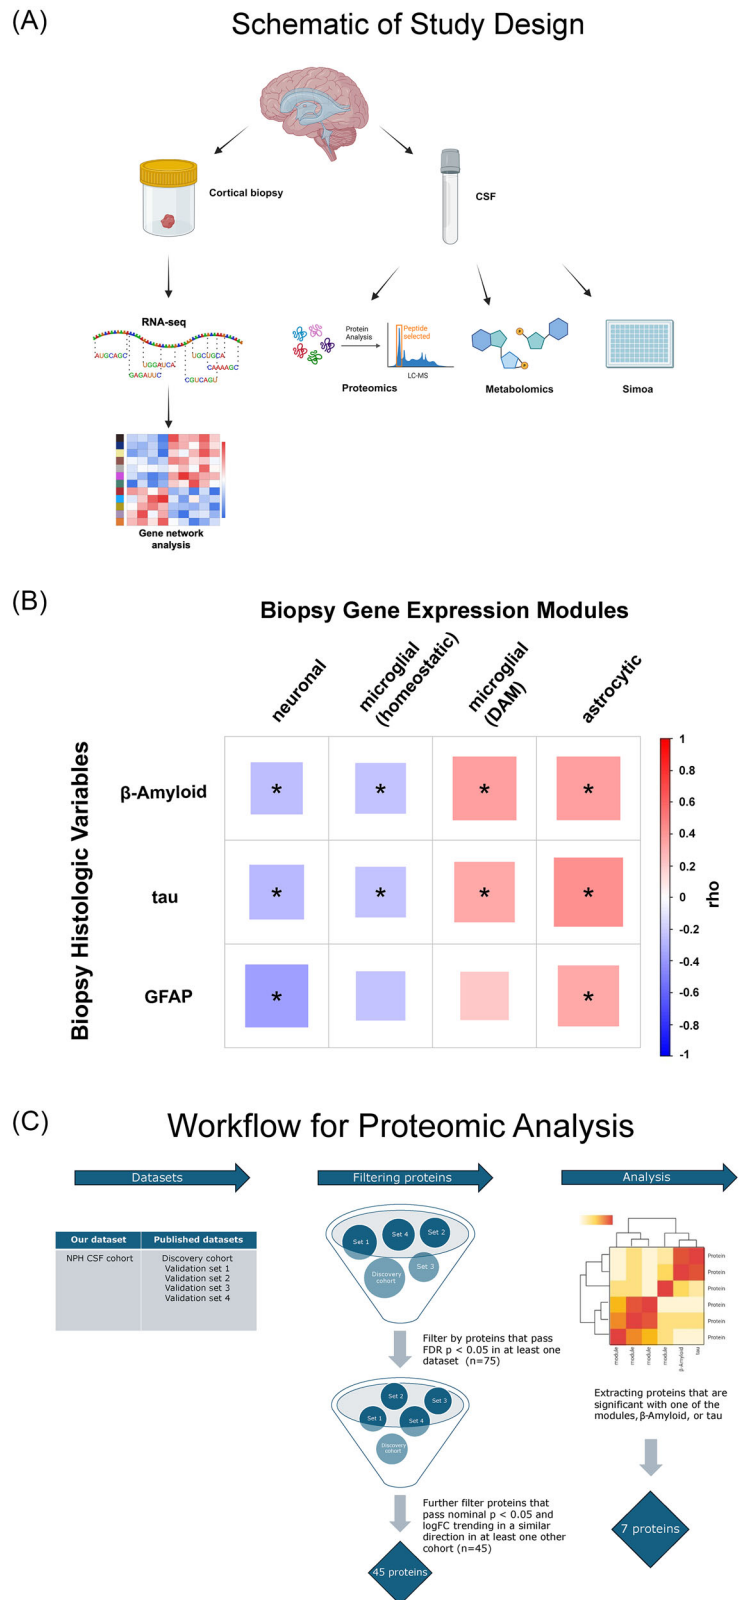 (A)
Schematic of Study Design
Cortical biopsy
CSF
RNA-seq
AUGCAGC
UGCUGCA
UGGAUCA
CAAAAGC
GAGAUUC
CGUCAGU
Protein
Analysis
Peptide
selected
LC-MS
Proteomics
P
P
Metabolomics
Simoa
Gene network
analysis
(B)
Biopsy Gene Expression Modules
neuronal
microglial
(homeostatic)
microglial
(DAM)
astrocytic
Biopsy Histologic Variables
β-Amyloid
* * * *
tau
* * * *
GFAP
* *
1
0.8
0.6
0.4
0.2
0
-0.2
-0.4
-0.6
-0.8
-1
rho
(C)
Workflow for Proteomic Analysis
Datasets
Filtering proteins
Analysis
Our dataset
Published datasets
NPH CSF cohort
Discovery cohort
Validation set 1
Validation set 2
Validation set 3
Validation set 4
Set 1
Set 4
Set 2
Discovery
cohort
Set 3
Filter by proteins that pass
FDR p < 0.05 in at least one
dataset (n=75)
Set 2
Set 3
Set 1
Set 4
Discovery
cohort
Further filter proteins that
pass nominal p < 0.05 and
logFC trending in a similar
direction in at least one other
cohort (n=45)
45 proteins
Protein
Protein
Protein
Protein
Protein
Protein
module
module
module
module
β-Amyloid
tau
Extracting proteins that are
significant with one of the
modules, β-Amyloid, or tau
7 proteins